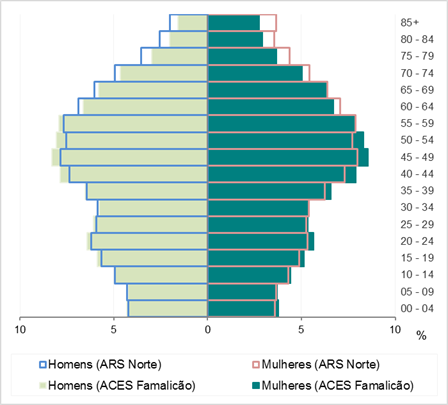 85+
80 - 84
75 - 79
70 - 74
65 - 69
60 - 64
55 - 59
50 - 54
45 - 49
40 - 44
35 - 39
30 - 34
25 - 29
20 - 24
15 - 19
10 - 14
05 - 09
00 - 04
10 5 0 5 10
%
Homens (ARS Norte) Mulheres (ARS Norte)
Homens (ACES Famalicão) Mulheres (ACES Famalicão)